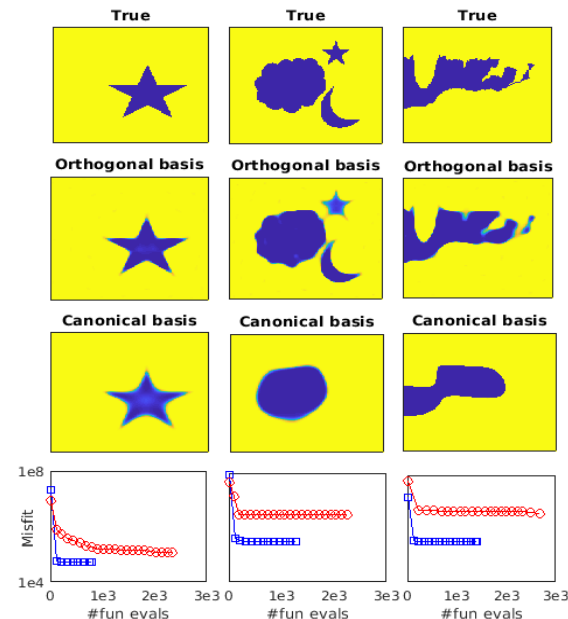 True True True
Orthogonal basis Orthogonal basis Orthogonal basis
Canonical basis Canonical basis Canonical basis
1e8
Misfit
1e4
0 1e3 2e3 3e3 0 1e3 2e3 3e3 0 1e3 2e3 3e3
#fun evals #fun evals #fun evals